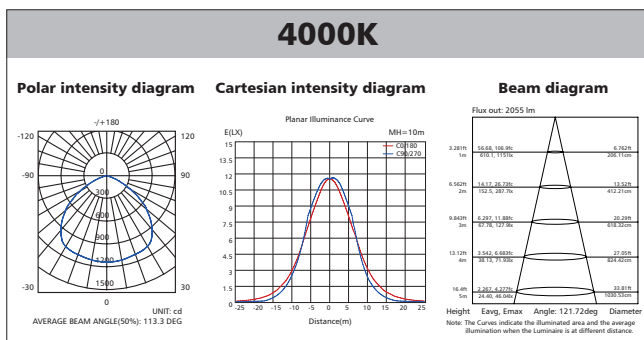 4000K
Polar intensity diagram
Cartesian intensity diagram
Beam diagram
-/+180
-120
120
-90
90
-30
30
0
0
300
600
900
1200
1500
UNIT: cd
AVERAGE BEAM ANGLE(50%): 113.3 DEG
Planar Illuminance Curve
E(LX)
MH=10m
C0/180
C90/270
15
13.5
12
10.5
9
7.5
6
4.5
3
1.5
0
-25
-20
-15
-10
-5
0
5
10
15
20
25
Distance(m)
Flux out: 2055 lm
3.281ft 56.68, 106.9fc 6.762ft
1m 610.1, 1151lx 206.11cm
6.562ft 14.17, 26.73fc 13.52ft
2m 152.5, 287.7lx 412.21cm
9.843ft 6.297, 11.88fc 20.29ft
3m 67.78, 127.9lx 618.32cm
13.12ft 3.542, 6.683fc 27.05ft
4m 38.13, 71.93lx 824.42cm
16.4ft 2.267, 4.277fc 33.81ft
5m 24.40, 46.04lx 1030.53cm
Height Eavg, Emax Angle: 121.72deg Diameter
Note: The Curves indicate the illuminated area and the average
illumination when the Luminaire is at different distance.